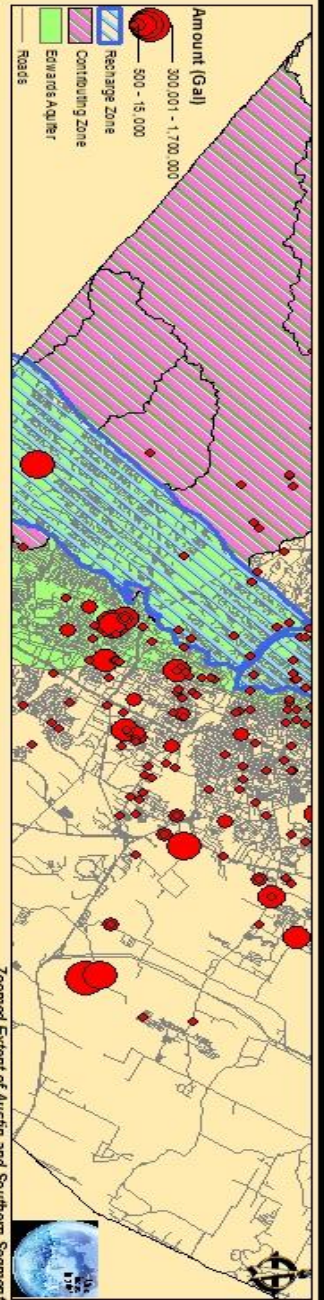 Amount (Gal)
300,001 - 1,700,000
500 - 15,000
Recharge Zone
Contributing Zone
Edwards Aquifer
Roads
Zoomed Extent of Austin and Southern Segment